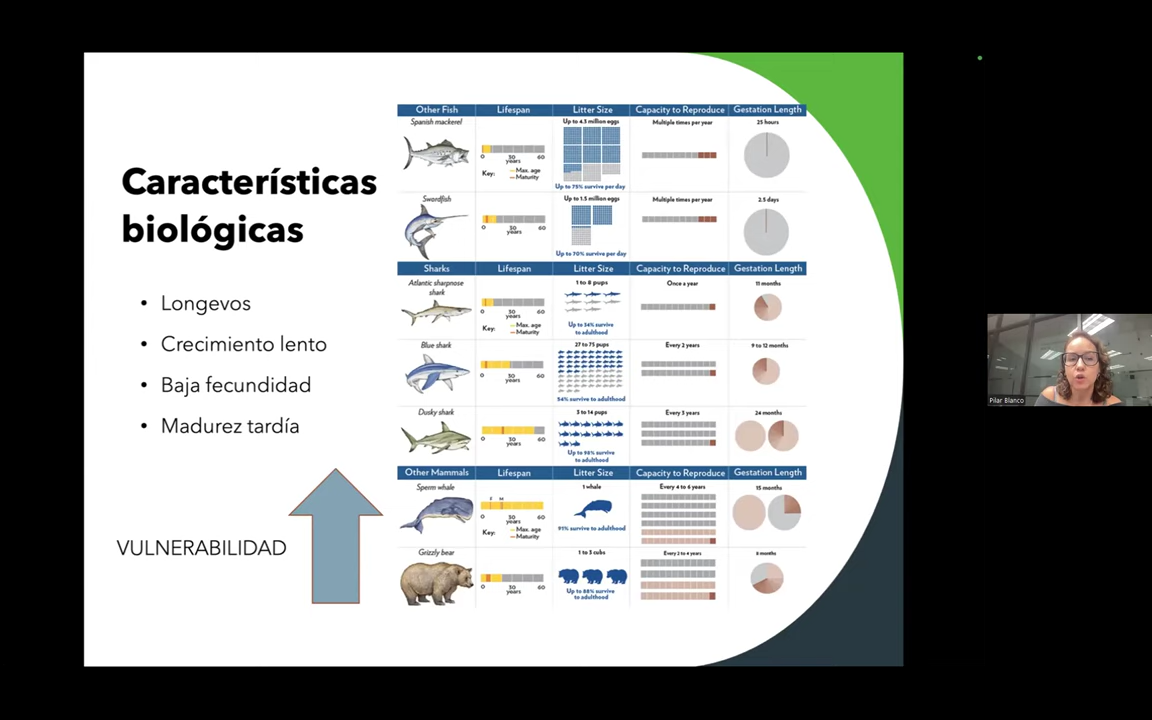 Características
biológicas
• Longevos
• Crecimiento lento
• Baja fecundidad
• Madurez tardía
VULNERABILIDAD
Other Fish Lifespan Litter Size Capacity to Reproduce Gestation Length
Spanish mackerel Up to 4.3 million eggs Multiple times per year 25 hours
0 30 60
years
Key: Max. age
Maturity
Up to 75% survive per day
Swordfish Up to 1.5 million eggs Multiple times per year 2.5 days
0 30 60
years
Up to 70% survive per day
Sharks Lifespan Litter Size Capacity to Reproduce Gestation Length
Atlantic sharpnose
shark
1 to 8 pups Once a year 11 months
0 30 60
years
Key: Max. age
Maturity
Up to 34% survive
to adulthood
Blue shark 27 to 75 pups Every 2 years 9 to 12 months
0 30 60
years
54% survive to adulthood
Dusky shark 3 to 14 pups Every 3 years 24 months
0 30 60
years
Up to 98% survive
to adulthood
Other Mammals Lifespan Litter Size Capacity to Reproduce Gestation Length
Sperm whale 1 whale Every 4 to 6 years 15 months
F M
0 30 60
years
Key: Max. age
Maturity
91% survive to adulthood
Grizzly bear 1 to 3 cubs Every 2 to 4 years 8 months
0 30 60
years
Up to 88% survive
to adulthood
Pilar Blanco